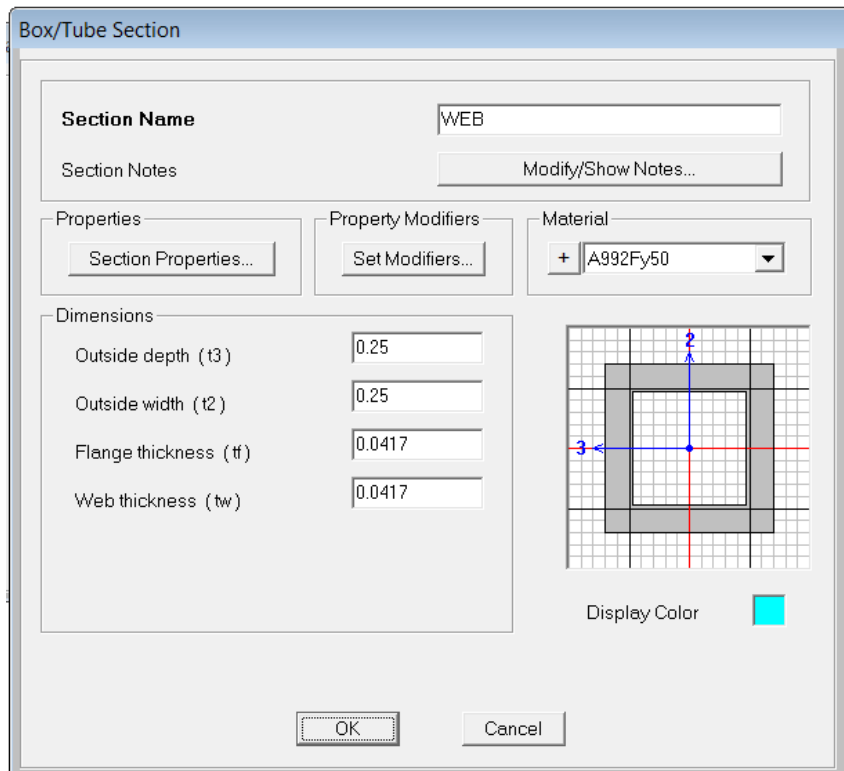 Box/Tube Section
Section Name WEB
Section Notes Modify/Show Notes...
Properties Property Modifiers Material
Section Properties... Set Modifiers... + A992Fy50
Dimensions
Outside depth ( t3 ) 0.25
Outside width ( t2 ) 0.25
Flange thickness ( tf ) 0.0417
Web thickness ( tw ) 0.0417
2
3
Display Color
OK Cancel